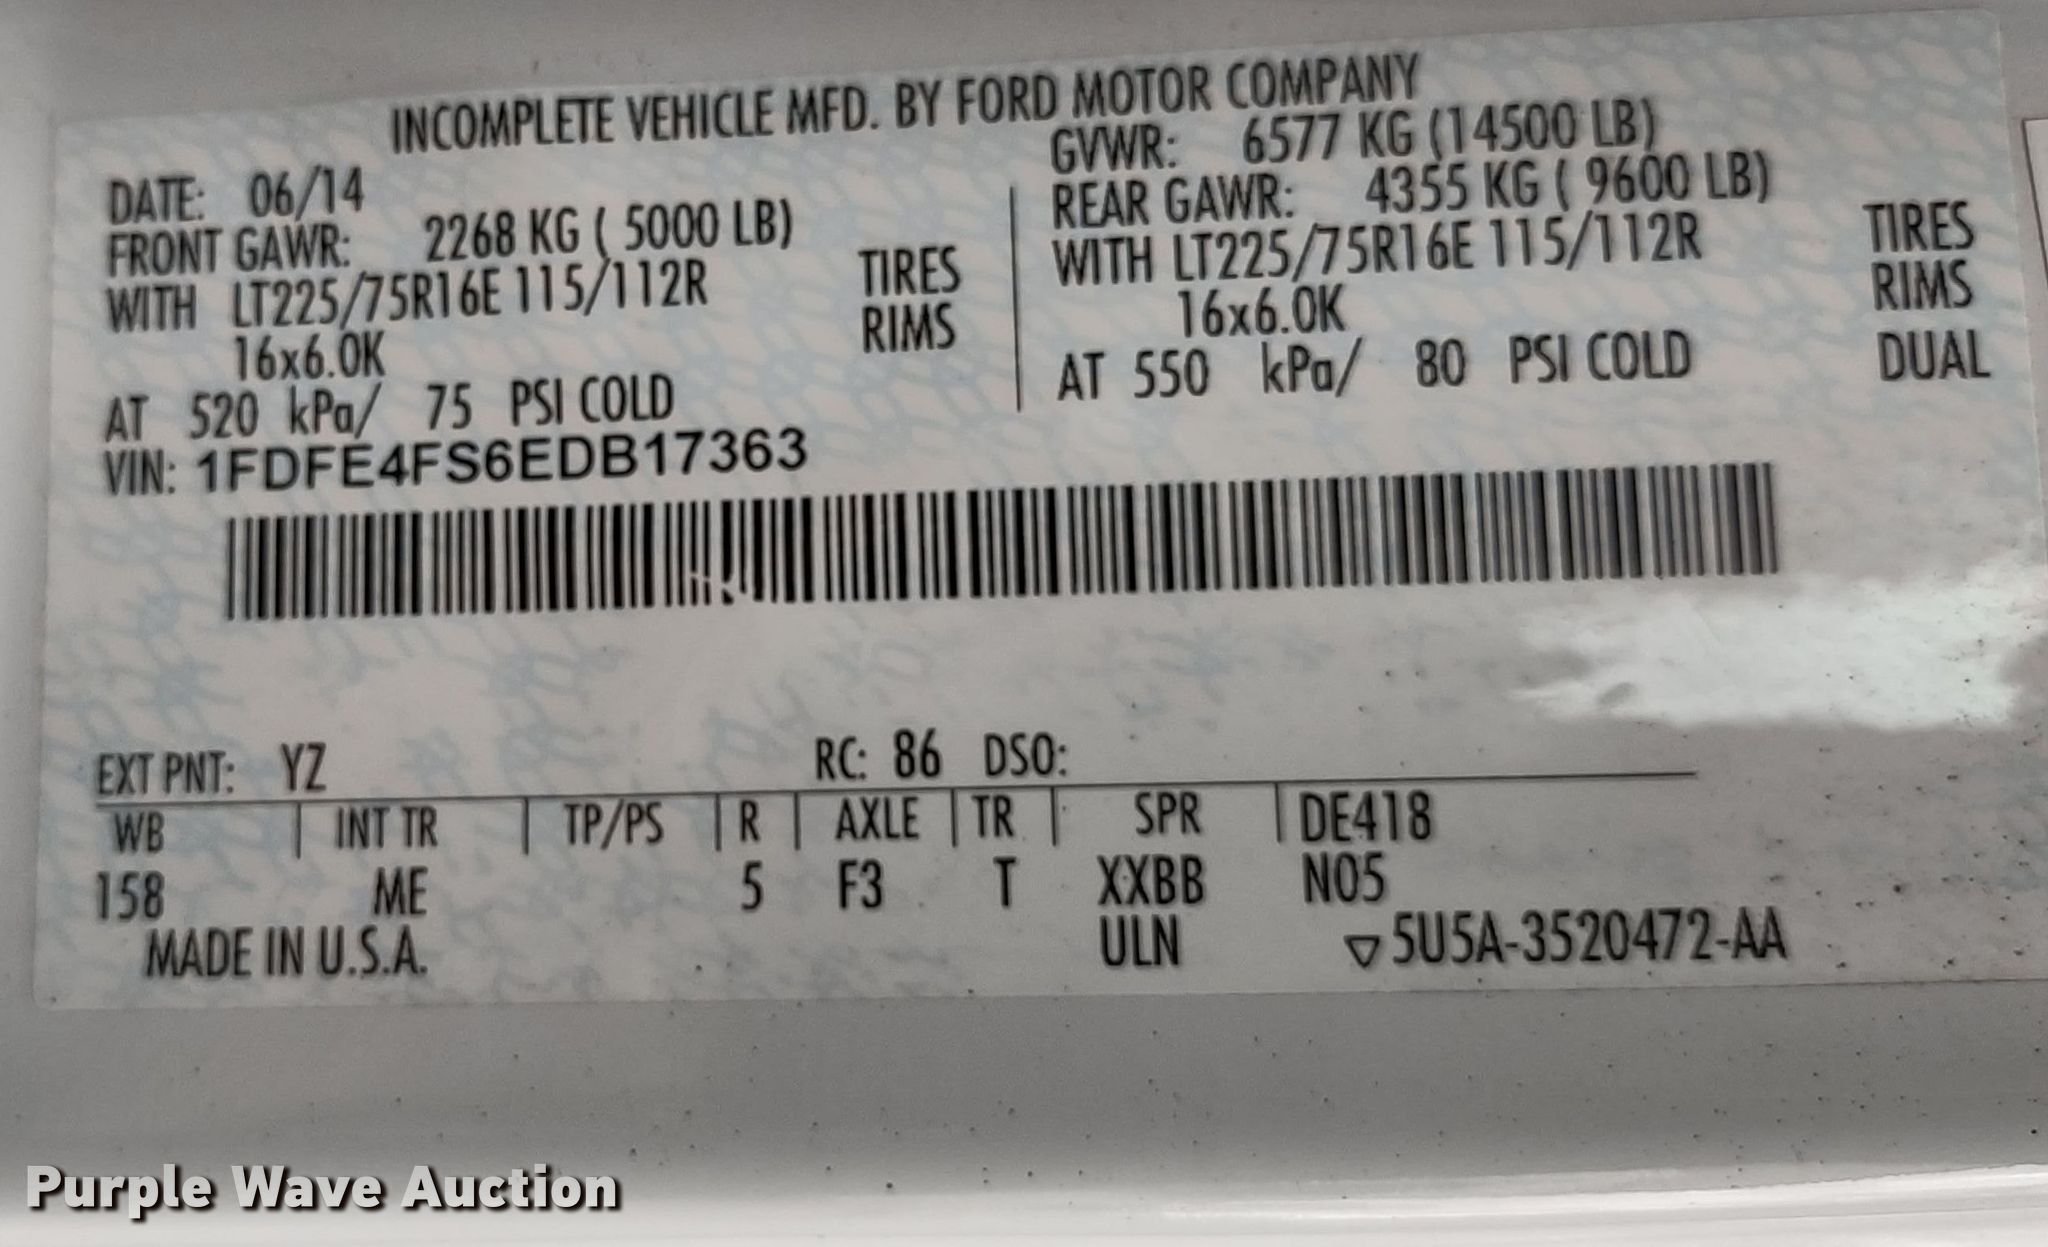 INCOMPLETE VEHICLE MFD. BY FORD MOTOR COMPANY
DATE: 06/14
GVWR: 6577 KG (14500 LB)
FRONT GAWR: 2268 KG ( 5000 LB)
REAR GAWR: 4355 KG ( 9600 LB)
WITH LT225/75R16E 115/112R TIRES
WITH LT225/75R16E 115/112R TIRES
16x6.0K RIMS
16x6.0K RIMS
AT 520 kPa/ 75 PSI COLD
AT 550 kPa/ 80 PSI COLD DUAL
VIN: 1FDFE4FS6EDB17363
EXT PNT: YZ RC: 86 DSO:
WB | INT TR | TP/PS | R | AXLE | TR | SPR | DE418
158 ME 5 F3 T XXBB N05
MADE IN U.S.A. ULN ▽5U5A-3520472-AA
Purple Wave Auction